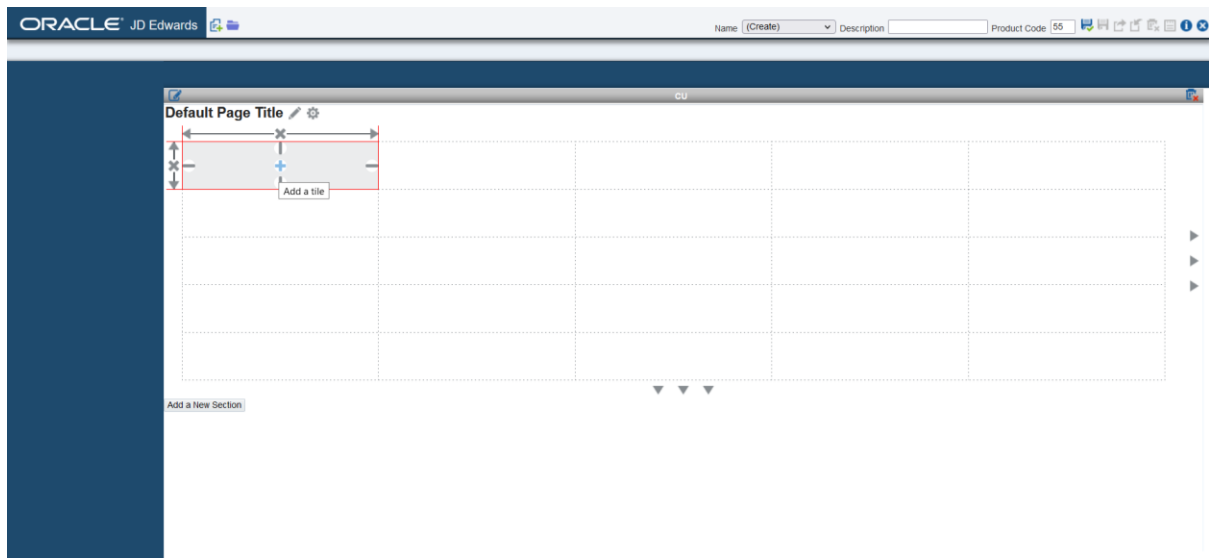 ORACLE JD Edwards Name (Create) Description Product Code 55
CU
Default Page Title
Add a tile
Add a New Section